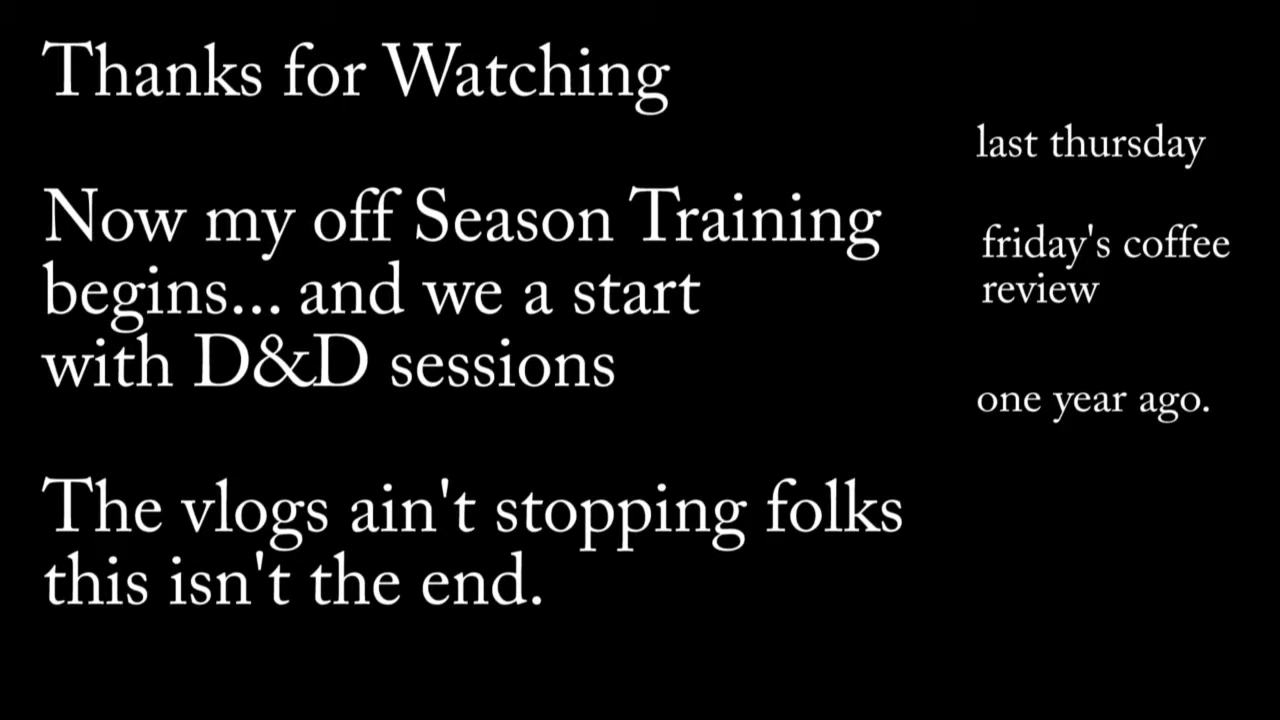 Thanks for Watching
Now my off Season Training
begins... and we a start
with D&D sessions
The vlogs ain't stopping folks
this isn't the end.
last thursday
friday's coffee
review
one year ago.